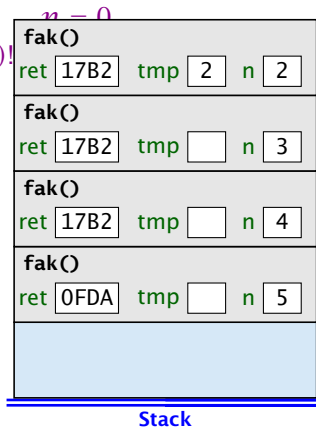 n = 0
)!
fak()
ret 17B2 tmp 2 n 2
fak()
ret 17B2 tmp n 3
fak()
ret 17B2 tmp n 4
fak()
ret 0FDA tmp n 5
Stack